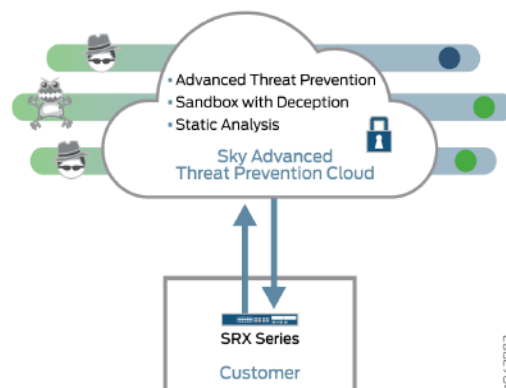 ▪ Advanced Threat Prevention
▪ Sandbox with Deception
▪ Static Analysis
Sky Advanced
Threat Prevention Cloud
SRX Series
Customer